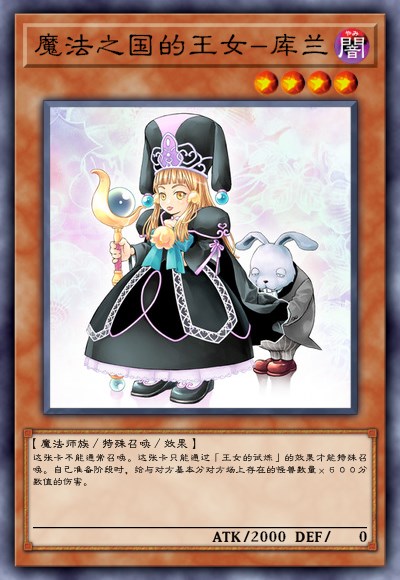 魔法之国的王女-库兰
闇
やみ
【魔法师族/特殊召唤/效果】
这张卡不能通常召唤。这张卡只能通过「王女的试炼」的效果才能特殊召
唤。自己准备阶段时,给与对方基本分对方场上存在的怪兽数量×600分
数值的伤害。
ATK/2000 DEF/ 0